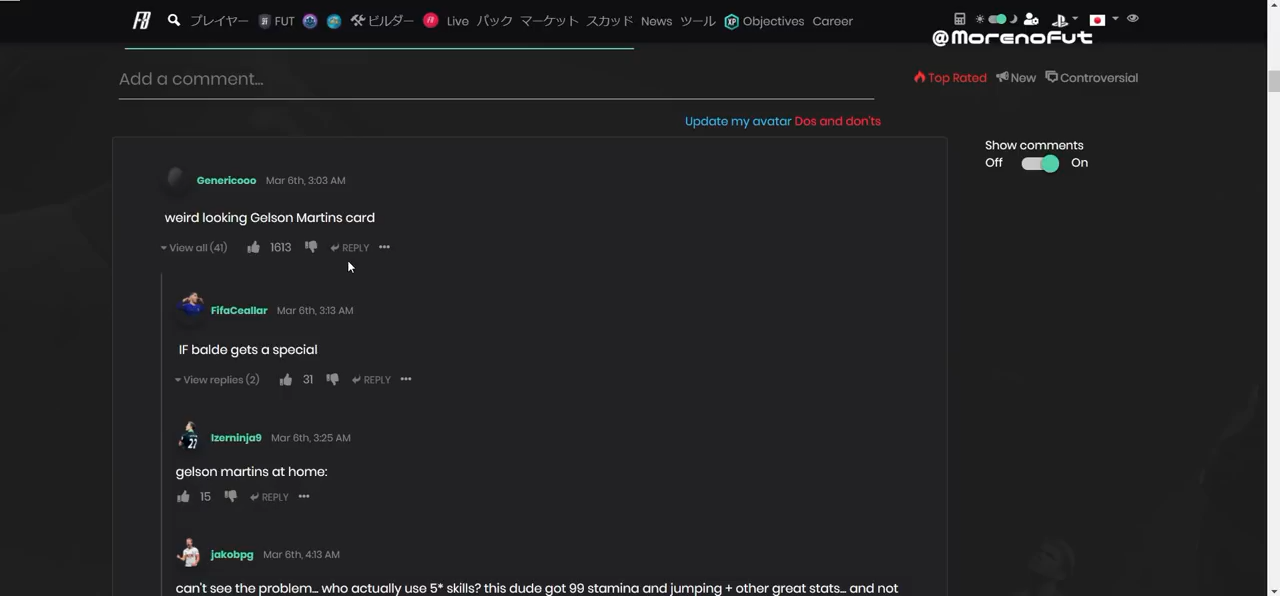 プレイヤー FUT ビルダー Live パック マーケット スカッド News ツール XP Objectives Career
@MorenoFut
Add a comment...
Top Rated New Controversial
Update my avatar Dos and don'ts
Show comments
Off On
Genericooo Mar 6th, 3:03 AM
weird looking Gelson Martins card
View all (41) 1613 REPLY
FifaCeallar Mar 6th, 3:13 AM
IF balde gets a special
View replies (2) 31 REPLY
Izerninja9 Mar 6th, 3:25 AM
gelson martins at home:
15 REPLY
jakobpg Mar 6th, 4:13 AM
can't see the problem... who actually use 5* skills? this dude got 99 stamina and jumping + other great stats... and not